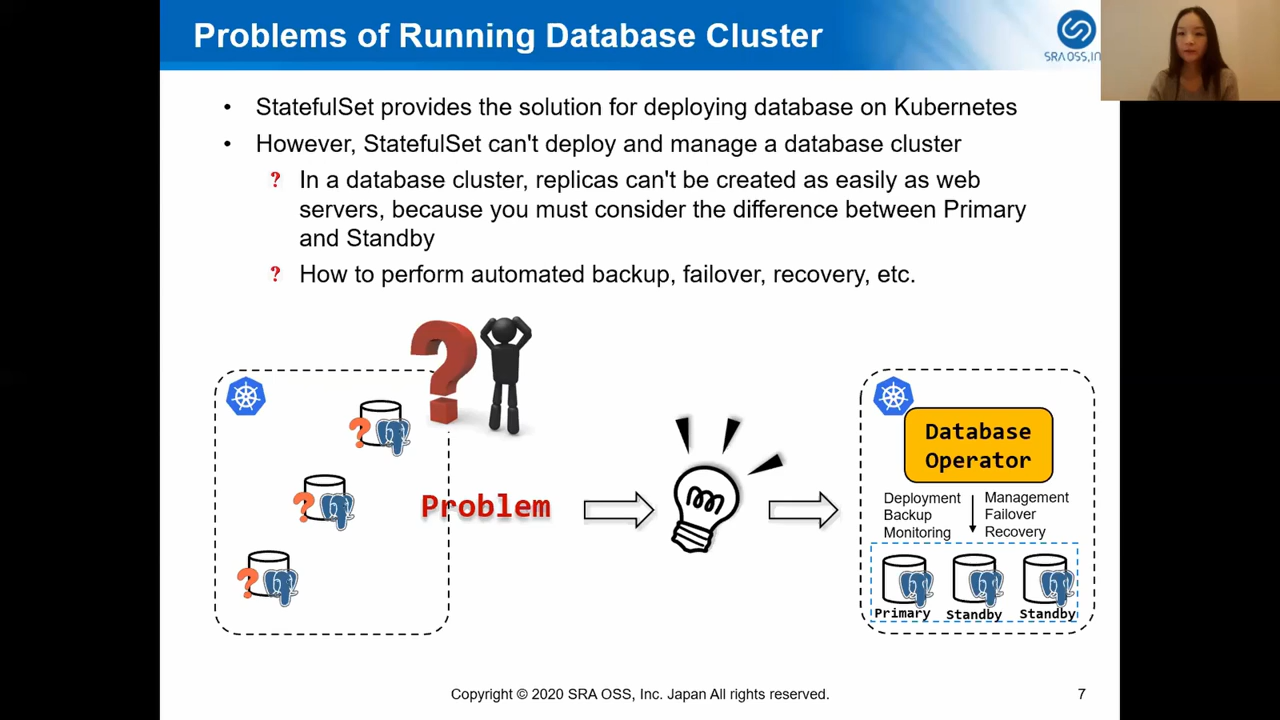 Problems of Running Database Cluster
SRA OSS, IN
• StatefulSet provides the solution for deploying database on Kubernetes
• However, StatefulSet can't deploy and manage a database cluster
? In a database cluster, replicas can't be created as easily as web
servers, because you must consider the difference between Primary
and Standby
? How to perform automated backup, failover, recovery, etc.
?
?
?
?
Problem
Database
Operator
Deployment
Backup
Monitoring
Management
Failover
Recovery
Primary
Standby
Standby
Copyright © 2020 SRA OSS, Inc. Japan All rights reserved.
7